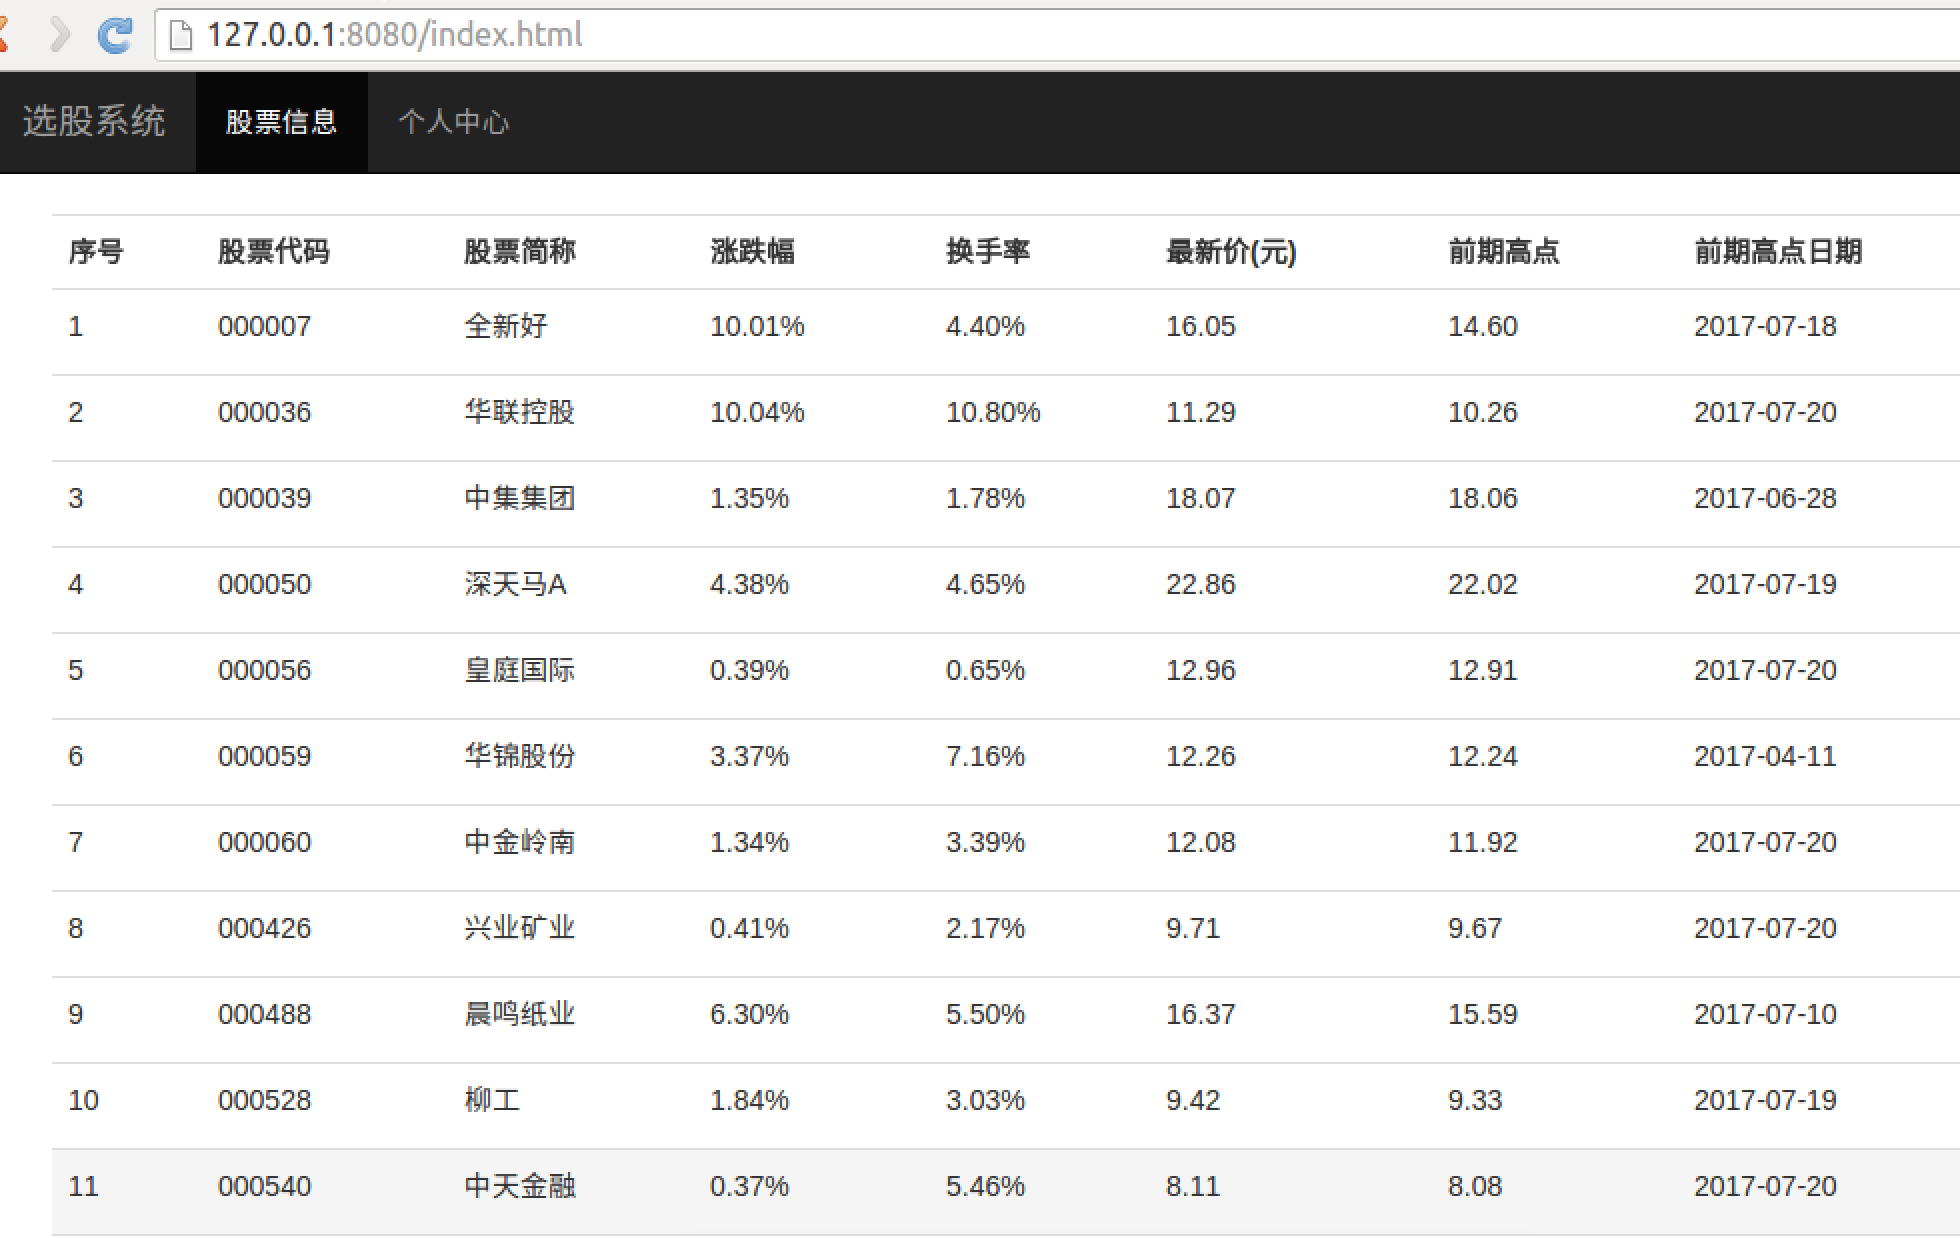 127.0.0.1:8080/index.html
选股系统 股票信息 个人中心
序号 股票代码 股票简称 涨跌幅 换手率 最新价(元) 前期高点 前期高点日期
1 000007 全新好 10.01% 4.40% 16.05 14.60 2017-07-18
2 000036 华联控股 10.04% 10.80% 11.29 10.26 2017-07-20
3 000039 中集集团 1.35% 1.78% 18.07 18.06 2017-06-28
4 000050 深天马A 4.38% 4.65% 22.86 22.02 2017-07-19
5 000056 皇庭国际 0.39% 0.65% 12.96 12.91 2017-07-20
6 000059 华锦股份 3.37% 7.16% 12.26 12.24 2017-04-11
7 000060 中金岭南 1.34% 3.39% 12.08 11.92 2017-07-20
8 000426 兴业矿业 0.41% 2.17% 9.71 9.67 2017-07-20
9 000488 晨鸣纸业 6.30% 5.50% 16.37 15.59 2017-07-10
10 000528 柳工 1.84% 3.03% 9.42 9.33 2017-07-19
11 000540 中天金融 0.37% 5.46% 8.11 8.08 2017-07-20